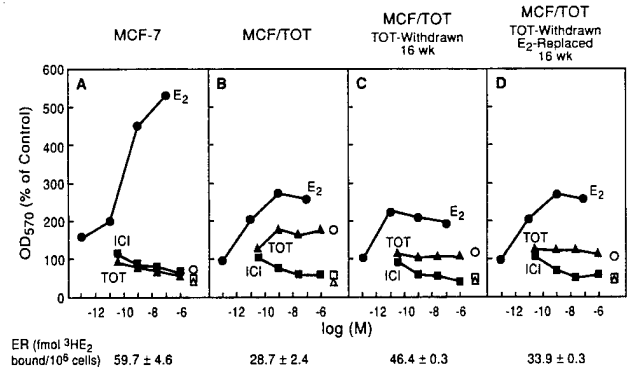 MCF-7
MCF/TOT
MCF/TOT
TOT-Withdrawn
16 wk
MCF/TOT
TOT-Withdrawn
E₂-Replaced
16 wk
OD₅₇₀ (% of Control)
600
500
400
300
200
100
0
A
E₂
ICI
TOT
B
E₂
TOT
ICI
C
E₂
TOT
ICI
D
E₂
TOT
ICI
-12 -10 -8 -6
-12 -10 -8 -6
-12 -10 -8 -6
-12 -10 -8 -6
log (M)
ER (fmol ³HE₂
bound/10⁶ cells) 59.7 ± 4.6 28.7 ± 2.4 46.4 ± 0.3 33.9 ± 0.3